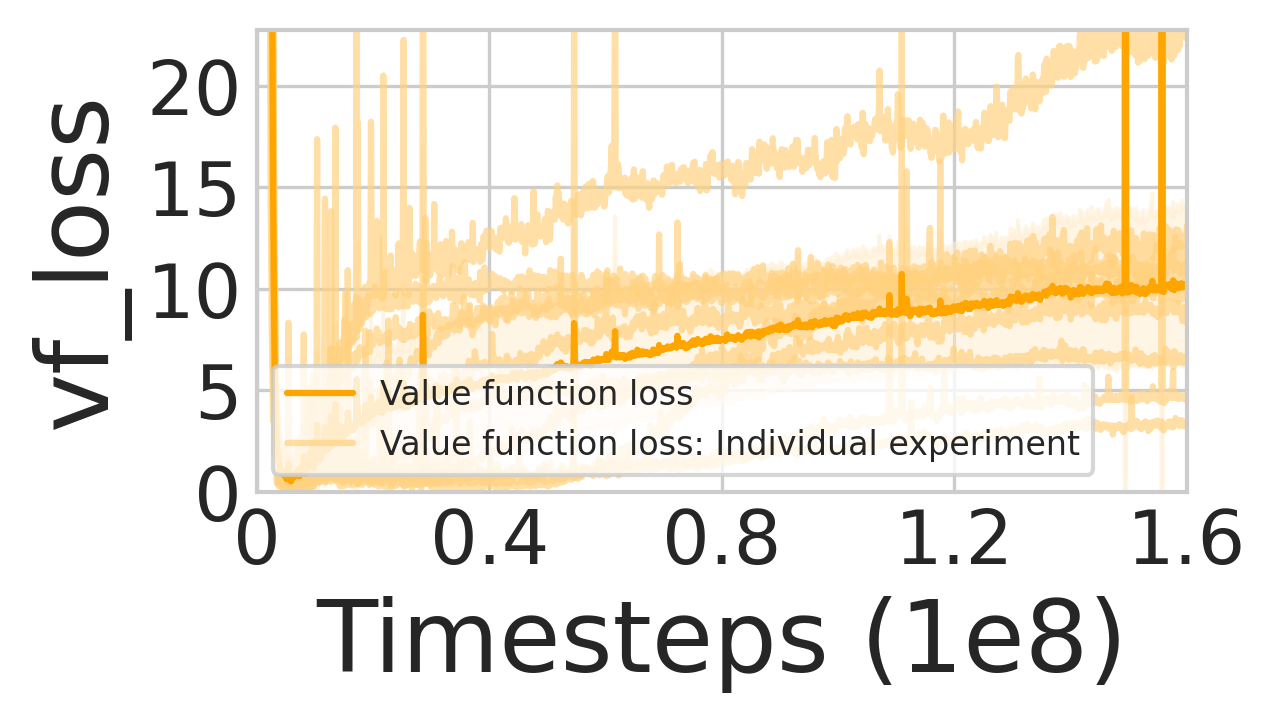 vf_loss
20
15
10
5
0
Value function loss
Value function loss: Individual experiment
0 0.4 0.8 1.2 1.6
Timesteps (1e8)